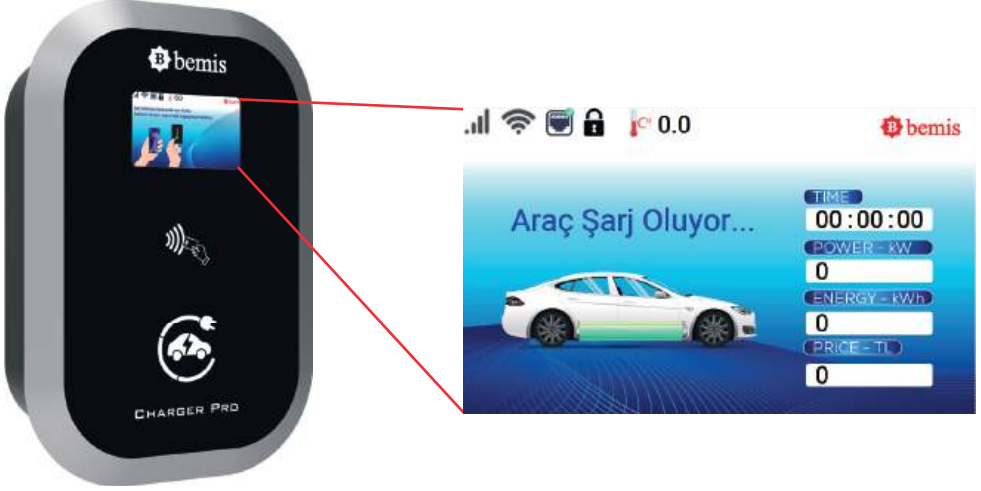 bemis
CHARGER PRO
0.0
bemis
Araç Şarj Oluyor...
TIME
00:00:00
POWER - kW
0
ENERGY - kWh
0
PRICE - TL
0